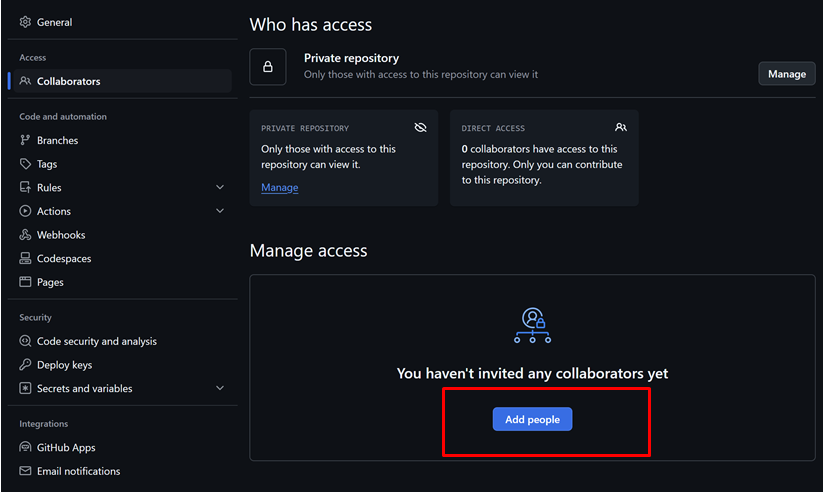 General
Access
Collaborators
Code and automation
Branches
Tags
Rules
Actions
Webhooks
Codespaces
Pages
Security
Code security and analysis
Deploy keys
Secrets and variables
Integrations
GitHub Apps
Email notifications
Who has access
Private repository
Only those with access to this repository can view it
Manage
PRIVATE REPOSITORY
Only those with access to this
repository can view it.
Manage
DIRECT ACCESS
0 collaborators have access to this
repository. Only you can contribute
to this repository.
Manage access
You haven't invited any collaborators yet
Add people